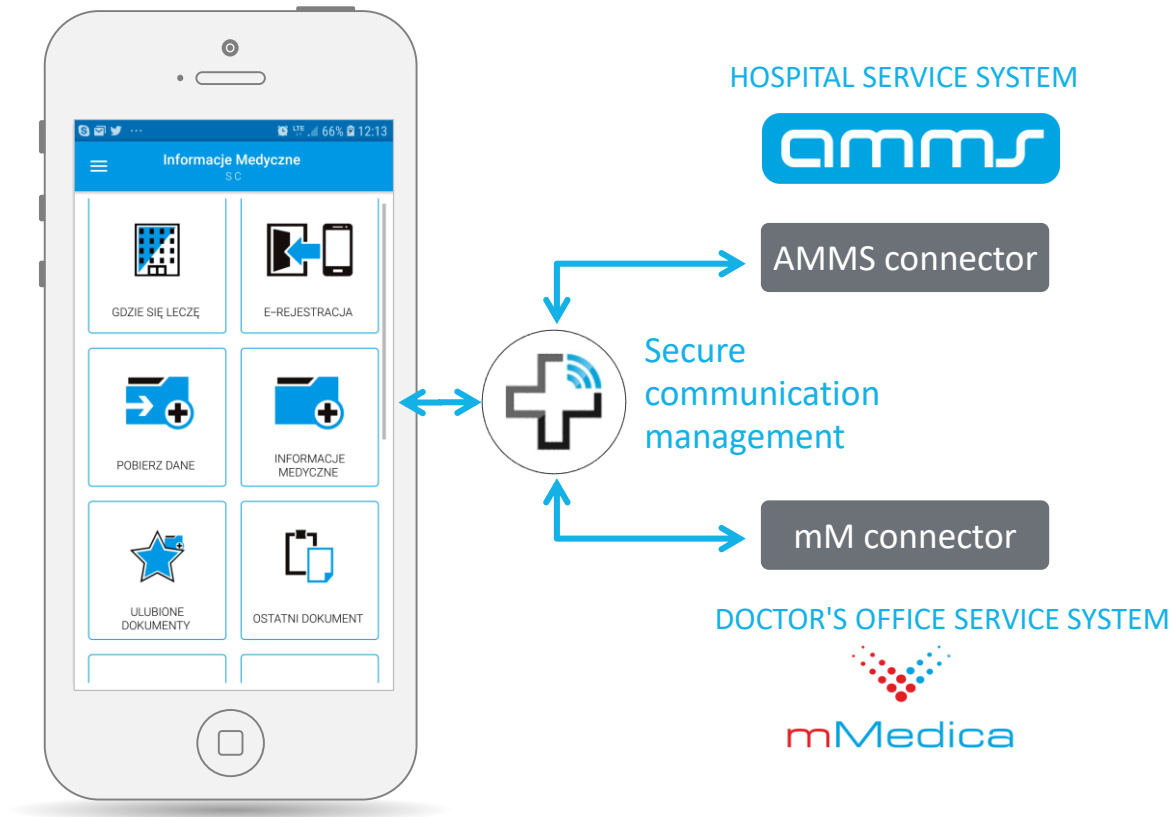 66% 12:13
LTE
Informacje Medyczne
S C
GDZIE SIĘ LECZĘ
E-REJESTRACJA
POBIERZ DANE
INFORMACJE
MEDYCZNE
ULUBIONE
DOKUMENTY
OSTATNI DOKUMENT
HOSPITAL SERVICE SYSTEM
amms
AMMS connector
Secure
communication
management
mM connector
DOCTOR'S OFFICE SERVICE SYSTEM
mMedica